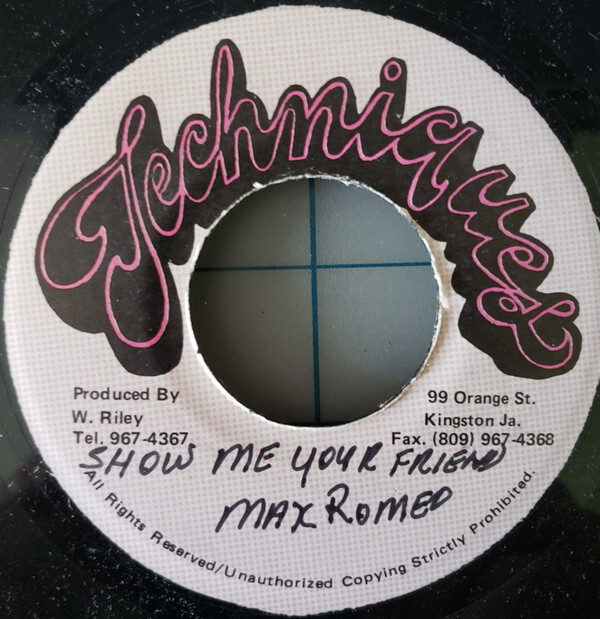 Techniques
Produced By
W. Riley
Tel. 967-4367
99 Orange St.
Kingston Ja.
Fax. (809) 967-4368
SHOW ME YOUR FRIEND
MAX ROMEO
All Rights Reserved/Unauthorized Copying Strictly Prohibited.